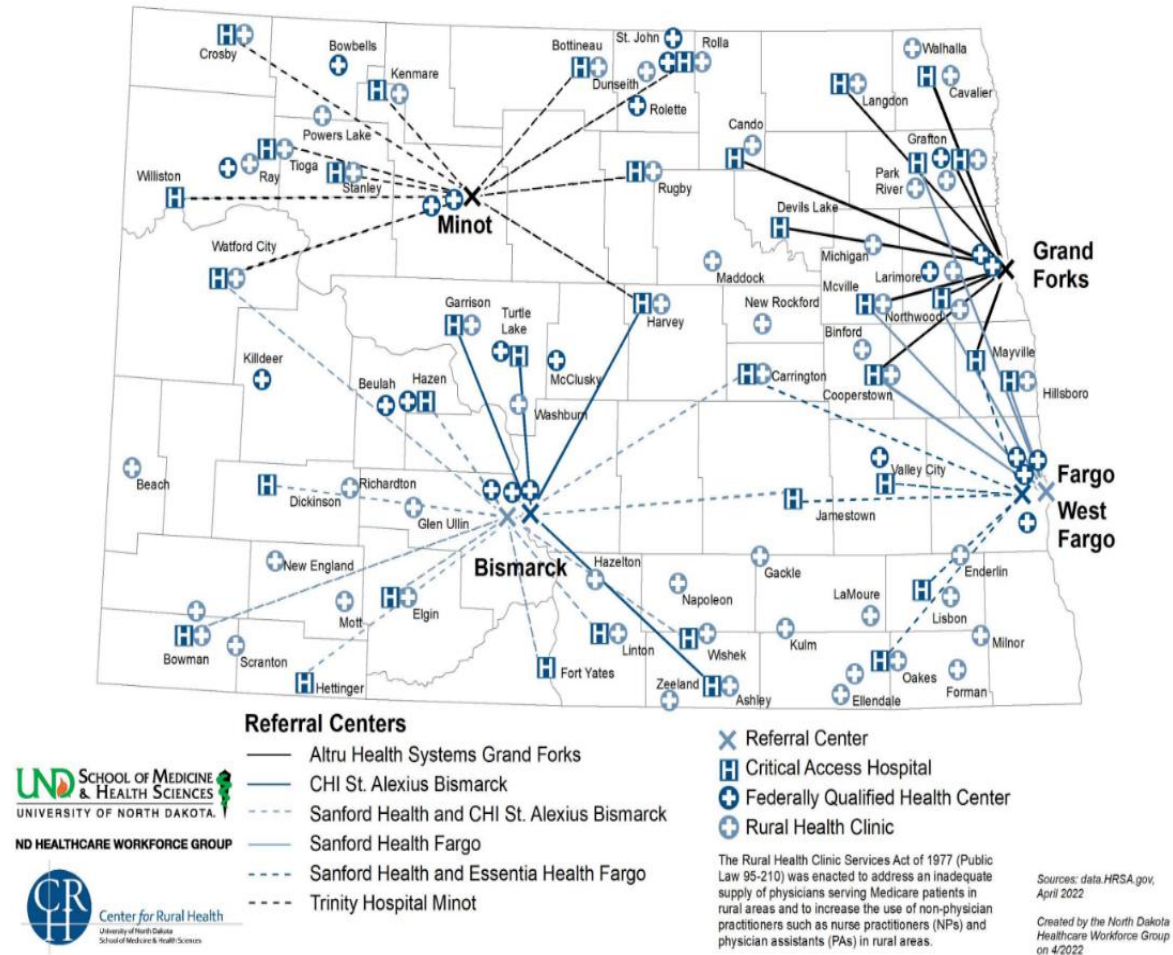 Crosby
Bowbells
Kenmare
Bottineau
St. John
Rolla
Dunseith
Rolette
Walhalla
Langdon
Cavalier
Powers Lake
Cando
Grafton
Park
River
Williston
Ray
Tioga
Stanley
Rugby
Minot
Devils Lake
Michigan
Larimore
Grand
Forks
Watford City
Maddock
Mcville
Northwood
Garrison
Turtle
Lake
Harvey
New Rockford
Binford
Mayville
Killdeer
McClusky
Carrington
Cooperstown
Hillsboro
Beulah
Hazen
Washburn
Beach
Dickinson
Richardton
Glen Ullin
Valley City
Jamestown
Fargo
West
Fargo
Bismarck
Hazelton
Gackle
Enderlin
New England
Mott
Elgin
Napoleon
LaMoure
Lisbon
Bowman
Scranton
Linton
Wishek
Kulm
Milnor
Hettinger
Fort Yates
Zeeland
Ashley
Oakes
Ellendale
Forman
Referral Centers
Altru Health Systems Grand Forks
CHI St. Alexius Bismarck
Sanford Health and CHI St. Alexius Bismarck
Sanford Health Fargo
Sanford Health and Essentia Health Fargo
Trinity Hospital Minot
Referral Center
H Critical Access Hospital
Federally Qualified Health Center
Rural Health Clinic
The Rural Health Clinic Services Act of 1977 (Public
Law 95-210) was enacted to address an inadequate
supply of physicians serving Medicare patients in
rural areas and to increase the use of non-physician
practitioners such as nurse practitioners (NPs) and
physician assistants (PAs) in rural areas.
Sources: data.HRSA.gov,
April 2022
Created by the North Dakota
Healthcare Workforce Group
on 4/2022
UND SCHOOL OF MEDICINE
& HEALTH SCIENCES
UNIVERSITY OF NORTH DAKOTA.
ND HEALTHCARE WORKFORCE GROUP
CRH
Center for Rural Health
University of North Dakota
School of Medicine & Health Sciences